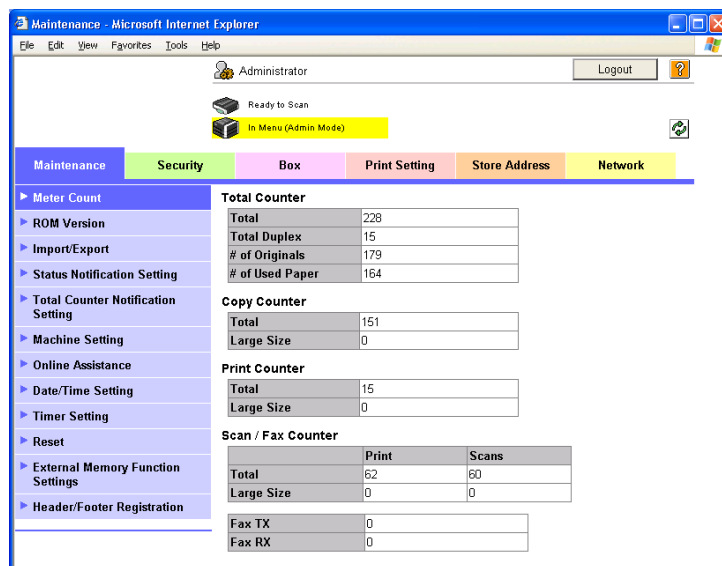 Maintenance - Microsoft Internet Explorer
File Edit View Favorites Tools Help
Administrator Logout ?
Ready to Scan
In Menu (Admin Mode)
Maintenance Security Box Print Setting Store Address Network
Meter Count
ROM Version
Import/Export
Status Notification Setting
Total Counter Notification
Setting
Machine Setting
Online Assistance
Date/Time Setting
Timer Setting
Reset
External Memory Function
Settings
Header/Footer Registration
Total Counter
Total 228
Total Duplex 15
# of Originals 179
# of Used Paper 164
Copy Counter
Total 151
Large Size 0
Print Counter
Total 15
Large Size 0
Scan / Fax Counter
Print Scans
Total 62 60
Large Size 0 0
Fax TX 0
Fax RX 0